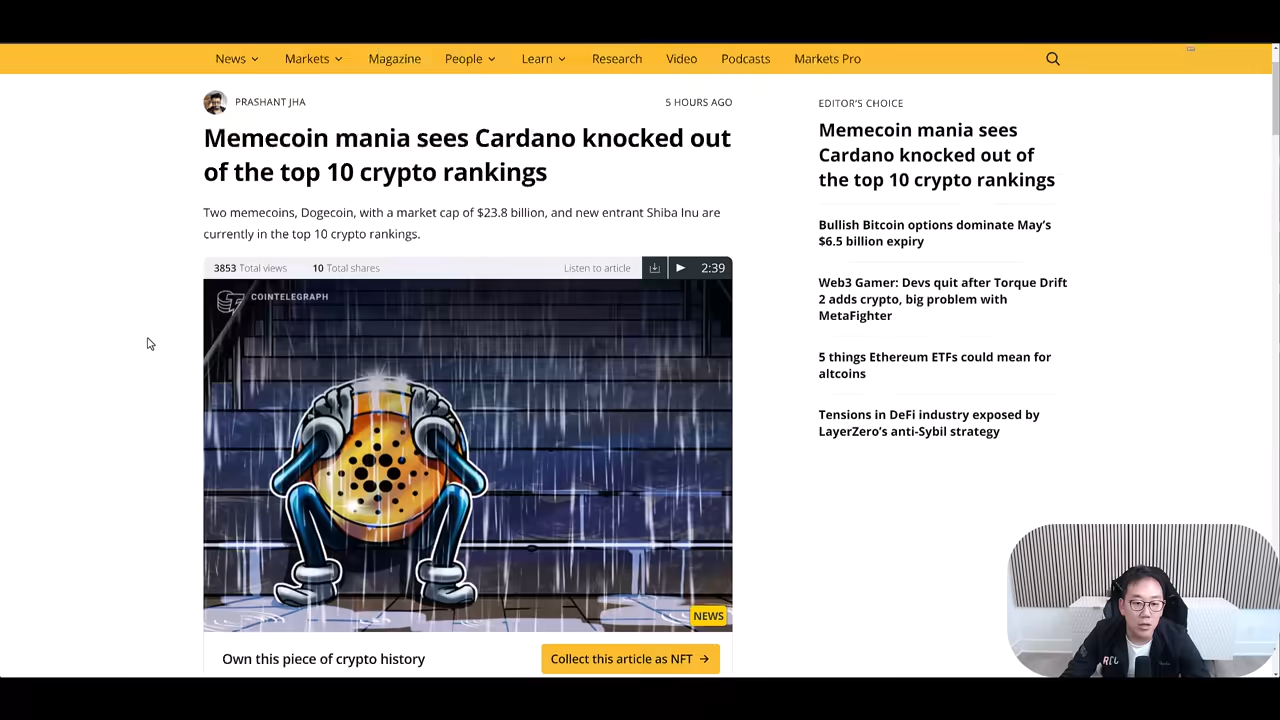 News Markets Magazine People Learn Research Video Podcasts Markets Pro
PRASHANT JHA 5 HOURS AGO
Memecoin mania sees Cardano knocked out
of the top 10 crypto rankings
Two memecoins, Dogecoin, with a market cap of $23.8 billion, and new entrant Shiba Inu are
currently in the top 10 crypto rankings.
3853 Total views 10 Total shares Listen to article 2:39
COINTELEGRAPH
NEWS
Own this piece of crypto history Collect this article as NFT →
EDITOR'S CHOICE
Memecoin mania sees
Cardano knocked out of
the top 10 crypto rankings
Bullish Bitcoin options dominate May's
$6.5 billion expiry
Web3 Gamer: Devs quit after Torque Drift
2 adds crypto, big problem with
MetaFighter
5 things Ethereum ETFs could mean for
altcoins
Tensions in DeFi industry exposed by
LayerZero's anti-Sybil strategy